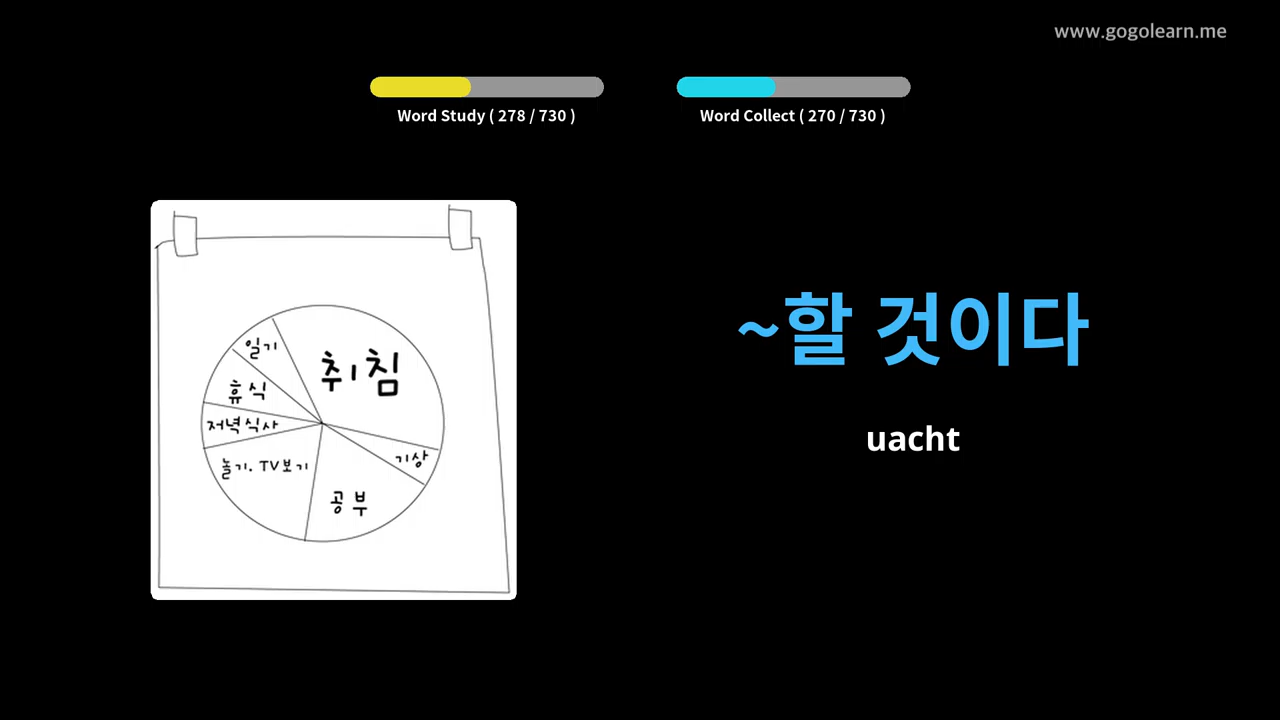 www.gogolearn.me
Word Study ( 278 / 730 )
Word Collect ( 270 / 730 )
일기
취침
휴식
저녁식사
놀기. TV보기
기상
공부
~할 것이다
uacht